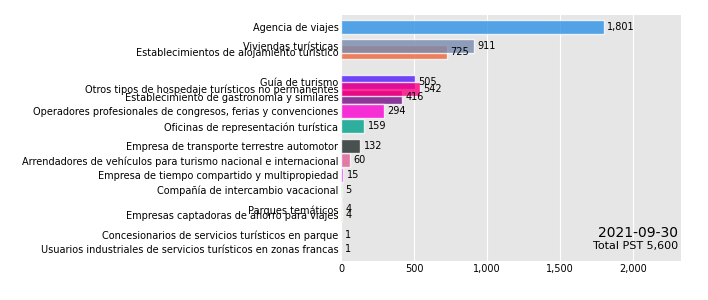 Agencia de viajes 1,801
Viviendas turísticas 911
Establecimientos de alojamiento turístico 725
Guía de turismo 505
Otros tipos de hospedaje turísticos no permanentes 542
Establecimiento de gastronomía y similares 416
Operadores profesionales de congresos, ferias y convenciones 294
Oficinas de representación turística 159
Empresa de transporte terrestre automotor 132
Arrendadores de vehículos para turismo nacional e internacional 60
Empresa de tiempo compartido y multipropiedad 15
Compañía de intercambio vacacional 5
Parques temáticos 4
Empresas captadoras de ahorro para viajes 4
Concesionarios de servicios turísticos en parque 1
Usuarios industriales de servicios turísticos en zonas francas 1
2021-09-30
Total PST 5,600
0 500 1,000 1,500 2,000